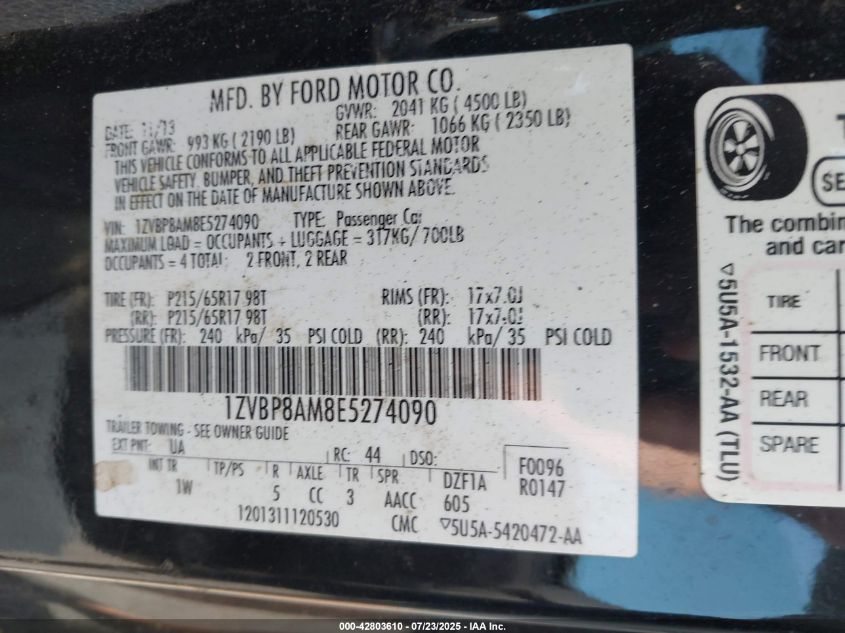 MFD. BY FORD MOTOR CO.
DATE: 11/13 GVWR: 2041 KG ( 4500 LB)
FRONT GAWR: 993 KG ( 2190 LB) REAR GAWR: 1066 KG ( 2350 LB)
THIS VEHICLE CONFORMS TO ALL APPLICABLE FEDERAL MOTOR
VEHICLE SAFETY, BUMPER, AND THEFT PREVENTION STANDARDS
IN EFFECT ON THE DATE OF MANUFACTURE SHOWN ABOVE.
VIN: 1ZVBP8AM8E5274090 TYPE: Passenger Car
MAXIMUM LOAD = OCCUPANTS + LUGGAGE = 317KG/ 700LB
OCCUPANTS = 4 TOTAL: 2 FRONT, 2 REAR
TIRE (FR): P215/65R17 98T RIMS (FR): 17x7.0J
(RR): P215/65R17 98T (RR): 17x7.0J
PRESSURE (FR): 240 kPa/ 35 PSI COLD (RR): 240 kPa/ 35 PSI COLD
1ZVBP8AM8E5274090
TRAILER TOWING - SEE OWNER GUIDE
EXT PNT: UA RC: 44 DSO: F0096
INT TR TP/PS R AXLE TR SPR DZF1A R0147
1W 5 CC 3 AACC 605
1201311120530 CMC ▽5U5A-5420472-AA
T
SE
The combin
and car
▽5U5A-1532-AA (TLU)
TIRE
FRONT
REAR
SPARE
000-42803610 - 07/23/2025 - IAA Inc.